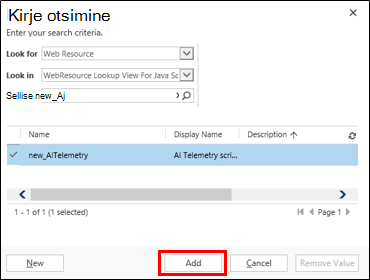 Kirje otsimine
Enter your search criteria.
Look for Web Resource
Look in WebResource Lookup View For Java Sc
Sellise new_Aj
Name Display Name Description
new_AITelemetry AI Telemetry scri...
1 - 1 of 1 (1 selected) Page 1
New Add Cancel Remove Value